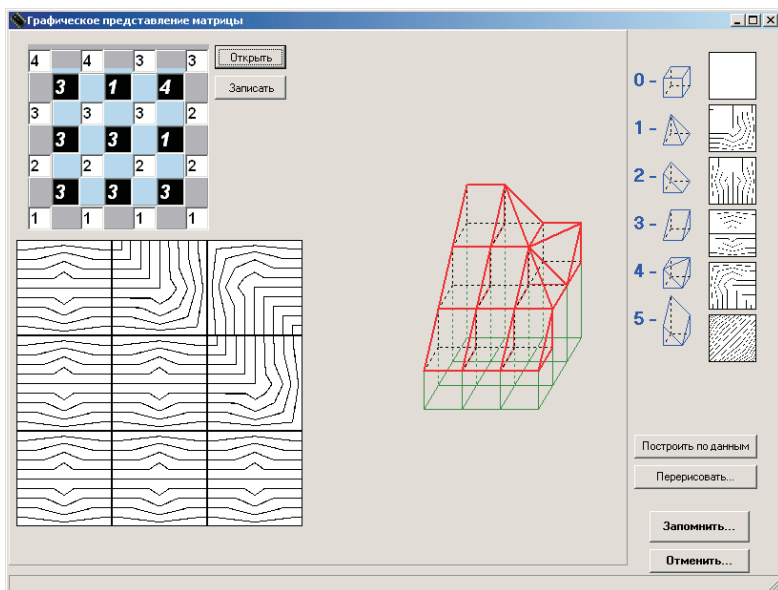 Графическое представление матрицы
4 4 3 3
3 1 4
3 3 3 2
3 3 1
2 2 2 2
3 3 3
1 1 1 1
Открыть
Записать
0 -
1 -
2 -
3 -
4 -
5 -
Построить по данным
Перерисовать...
Запомнить...
Отменить...